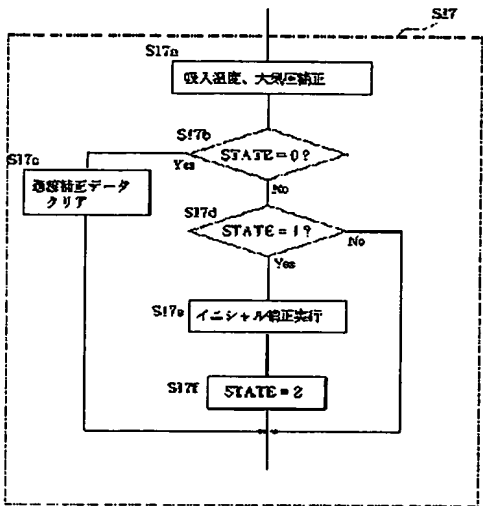 S17
S17a
吸入温度、大気圧補正
S17b
STATE=0?
Yes
No
S17c
過渡補正データ
クリア
S17d
STATE=1?
No
Yes
S17e
イニシャル補正実行
S17f
STATE=2